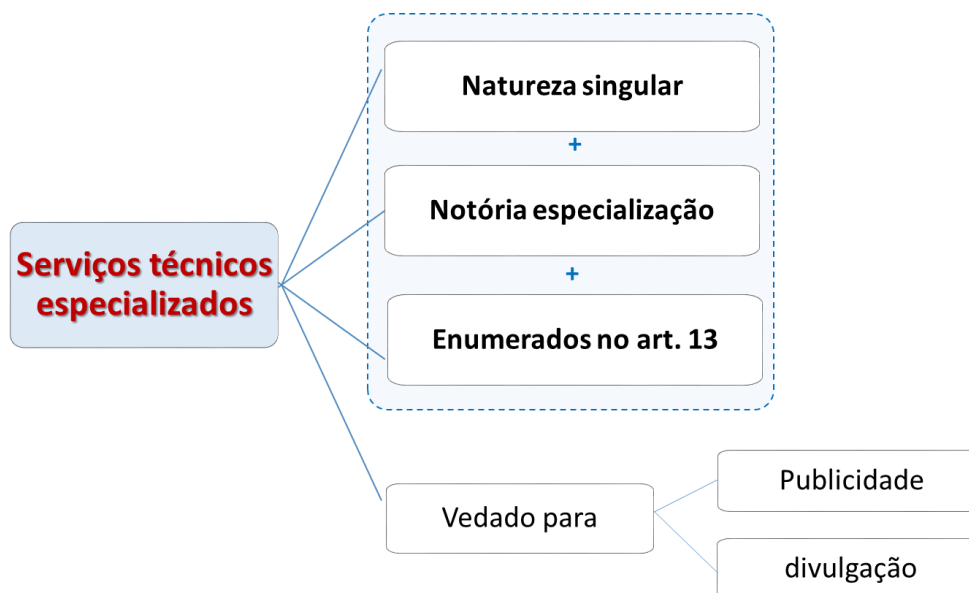 Natureza singular
+
Notória especialização
+
Enumerados no art. 13
Serviços técnicos
especializados
Vedado para
Publicidade
divulgação